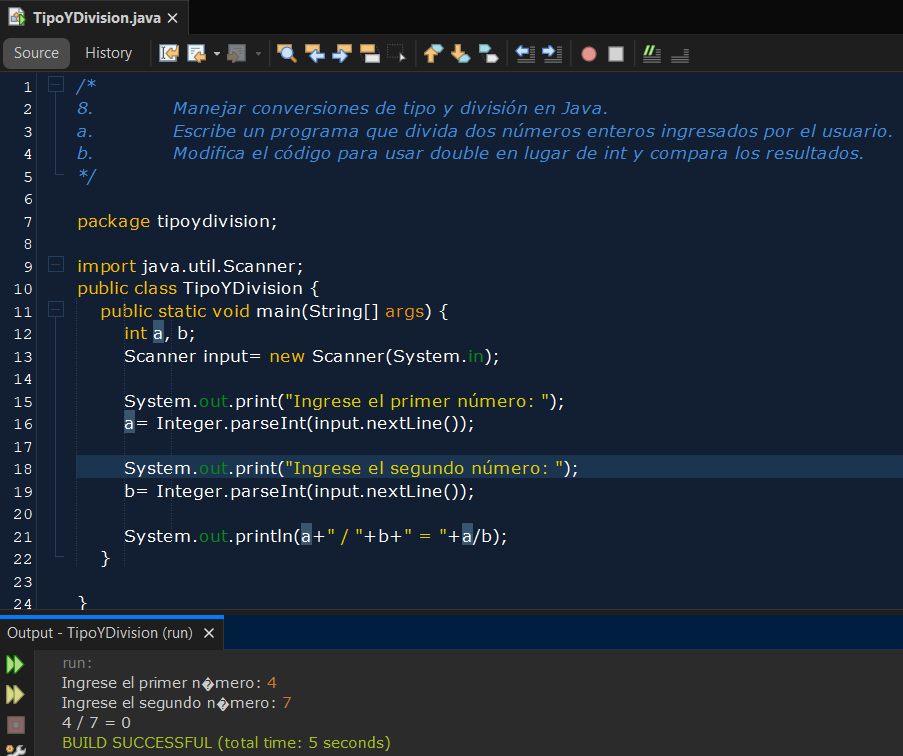 TipoYDivision.java ×
Source History
1 /*
2 8. Manejar conversiones de tipo y división en Java.
3 a. Escribe un programa que divida dos números enteros ingresados por el usuario.
4 b. Modifica el código para usar double en lugar de int y compara los resultados.
5 */
6
7 package tipoydivision;
8
9 import java.util.Scanner;
10 public class TipoYDivision {
11 public static void main(String[] args) {
12 int a, b;
13 Scanner input= new Scanner(System.in);
14
15 System.out.print("Ingrese el primer número: ");
16 a= Integer.parseInt(input.nextLine());
17
18 System.out.print("Ingrese el segundo número: ");
19 b= Integer.parseInt(input.nextLine());
20
21 System.out.println(a+" / "+b+" = "+a/b);
22 }
23
24 }
Output - TipoYDivision (run) ×
run:
Ingrese el primer n�mero: 4
Ingrese el segundo n�mero: 7
4 / 7 = 0
BUILD SUCCESSFUL (total time: 5 seconds)